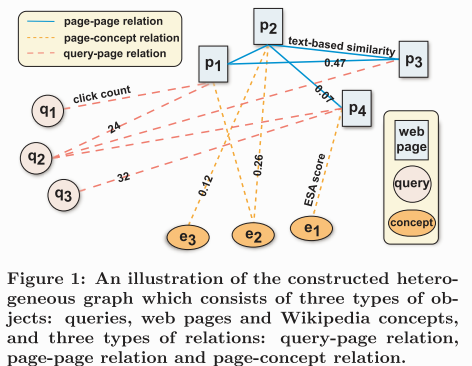 page-page relation
page-concept relation
query-page relation
p2
text-based similarity
p1
0.47
p3
click count
0.07
q1
p4
24
q2
0.26
q3
32
0.12
ESA score
e3
e2
e1
web
page
query
concept
Figure 1: An illustration of the constructed hetero-
geneous graph which consists of three types of ob-
jects: queries, web pages and Wikipedia concepts,
and three types of relations: query-page relation,
page-page relation and page-concept relation.